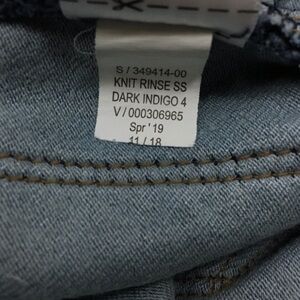 S / 349414-00
KNIT RINSE SS
DARK INDIGO 4
V / 000306965
Spr ' 19
11 / 18